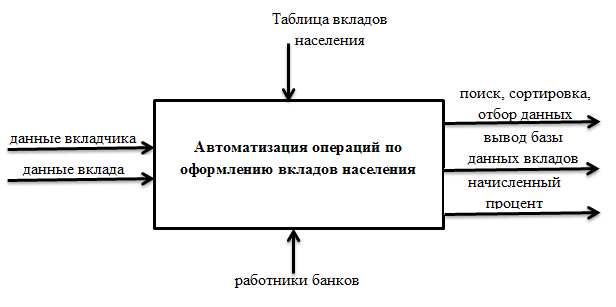 Таблица вкладов
населения
данные вкладчика
данные вклада
Автоматизация операций по
оформлению вкладов населения
поиск, сортировка,
отбор данных
вывод базы
данных вкладов
начисленный
процент
работники банков